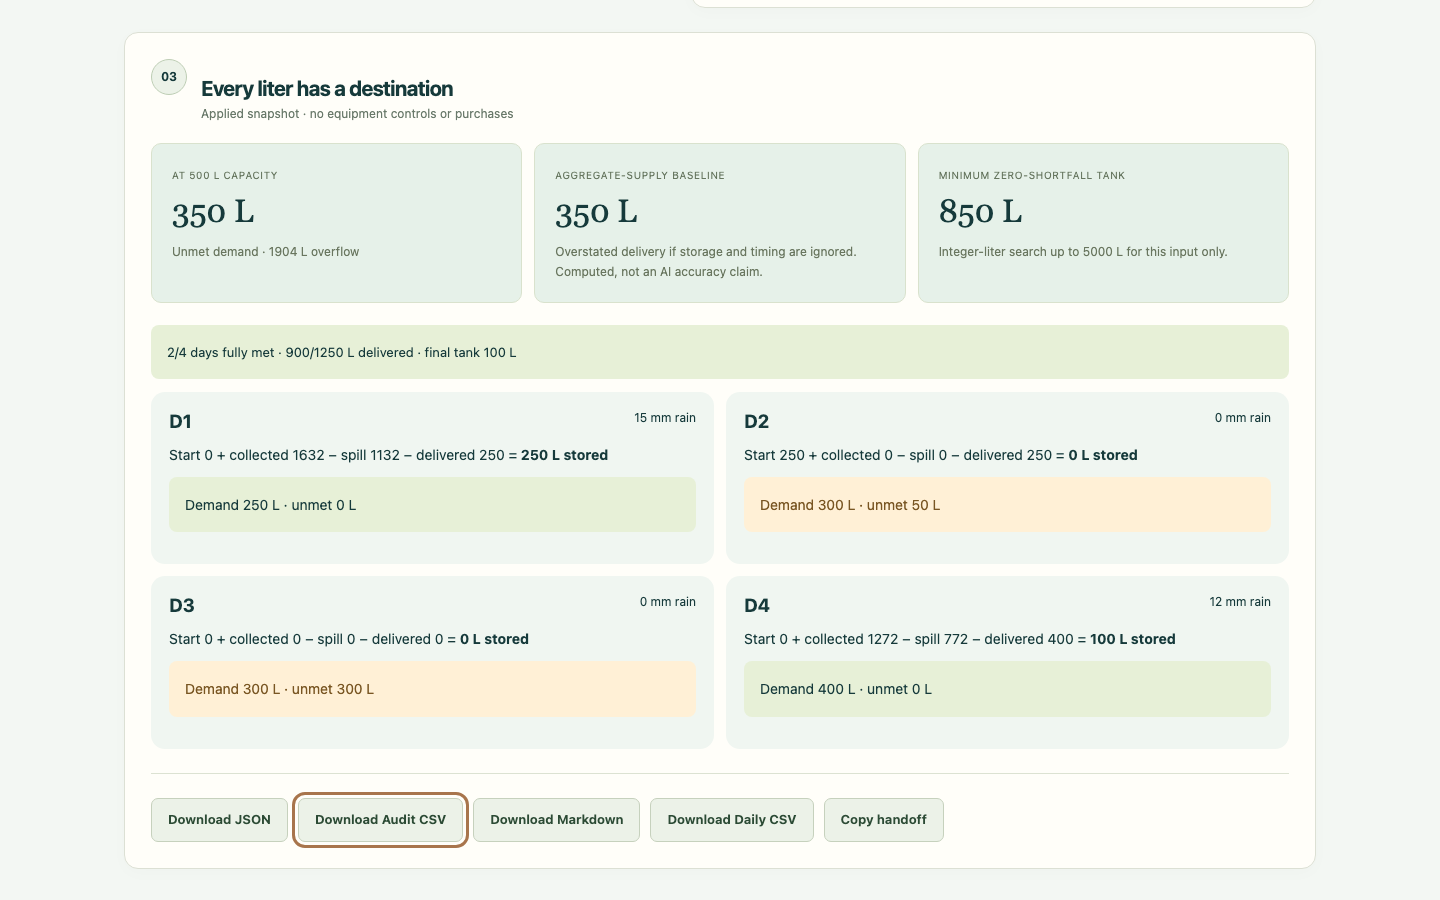 03
Every liter has a destination
Applied snapshot · no equipment controls or purchases
AT 500 L CAPACITY
350 L
Unmet demand · 1904 L overflow
AGGREGATE-SUPPLY BASELINE
350 L
Overstated delivery if storage and timing are ignored.
Computed, not an AI accuracy claim.
MINIMUM ZERO-SHORTFALL TANK
850 L
Integer-liter search up to 5000 L for this input only.
2/4 days fully met · 900/1250 L delivered · final tank 100 L
D1
15 mm rain
Start 0 + collected 1632 − spill 1132 − delivered 250 = 250 L stored
Demand 250 L · unmet 0 L
D2
0 mm rain
Start 250 + collected 0 − spill 0 − delivered 250 = 0 L stored
Demand 300 L · unmet 50 L
D3
0 mm rain
Start 0 + collected 0 − spill 0 − delivered 0 = 0 L stored
Demand 300 L · unmet 300 L
D4
12 mm rain
Start 0 + collected 1272 − spill 772 − delivered 400 = 100 L stored
Demand 400 L · unmet 0 L
Download JSON
Download Audit CSV
Download Markdown
Download Daily CSV
Copy handoff